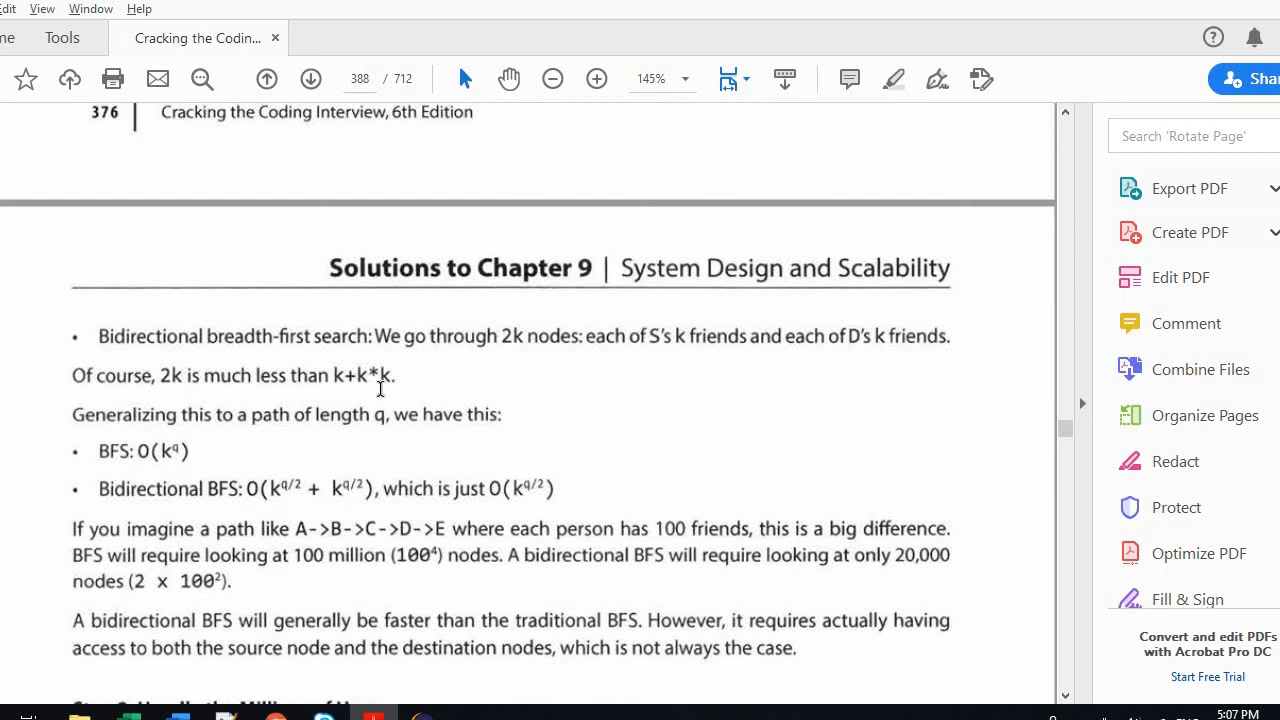 Edit View Window Help
me Tools Cracking the Codin... ×
388 / 712 145% Shar
376 Cracking the Coding Interview, 6th Edition
Solutions to Chapter 9 | System Design and Scalability
• Bidirectional breadth-first search: We go through 2k nodes: each of S's k friends and each of D's k friends.
Of course, 2k is much less than k+k*k.
Generalizing this to a path of length q, we have this:
• BFS: O(k^q)
• Bidirectional BFS: O(k^q/2 + k^q/2), which is just O(k^q/2)
If you imagine a path like A->B->C->D->E where each person has 100 friends, this is a big difference.
BFS will require looking at 100 million (100⁴) nodes. A bidirectional BFS will require looking at only 20,000
nodes (2 x 100²).
A bidirectional BFS will generally be faster than the traditional BFS. However, it requires actually having
access to both the source node and the destination nodes, which is not always the case.
Search 'Rotate Page'
Export PDF
Create PDF
Edit PDF
Comment
Combine Files
Organize Pages
Redact
Protect
Optimize PDF
Fill & Sign
Convert and edit PDFs
with Acrobat Pro DC
Start Free Trial
5:07 PM